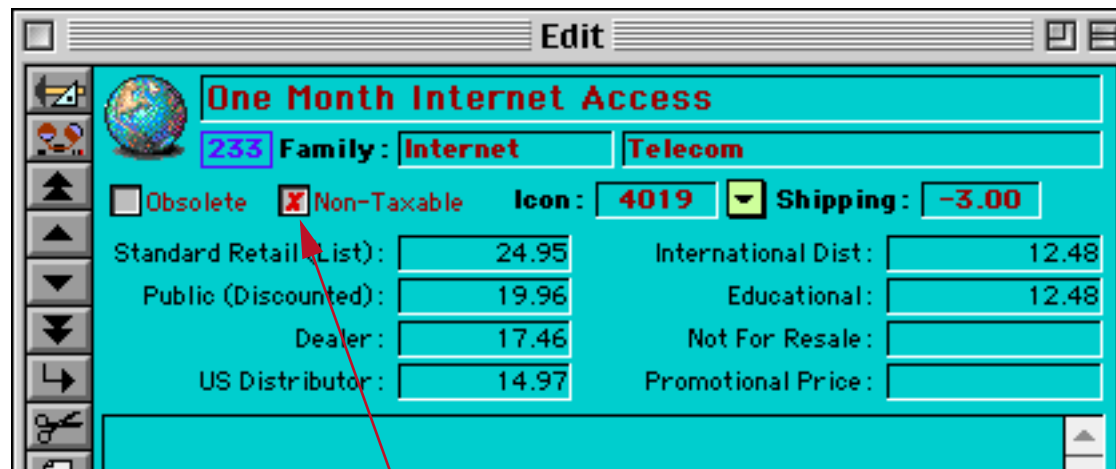 Edit
One Month Internet Access
233 Family: Internet Telecom
Obsolete Non-Taxable Icon: 4019 Shipping: -3.00
Standard Retail (List): 24.95 International Dist: 12.48
Public (Discounted): 19.96 Educational: 12.48
Dealer: 17.46 Not For Resale:
US Distributor: 14.97 Promotional Price: